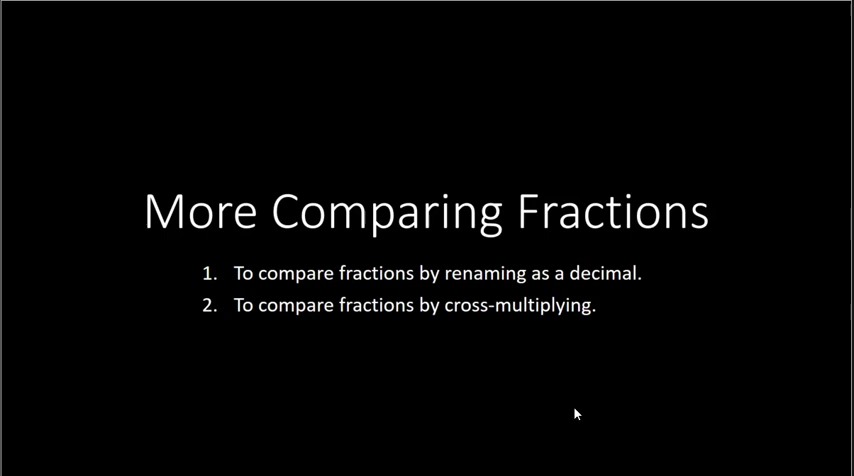 More Comparing Fractions
1. To compare fractions by renaming as a decimal.
2. To compare fractions by cross-multiplying.